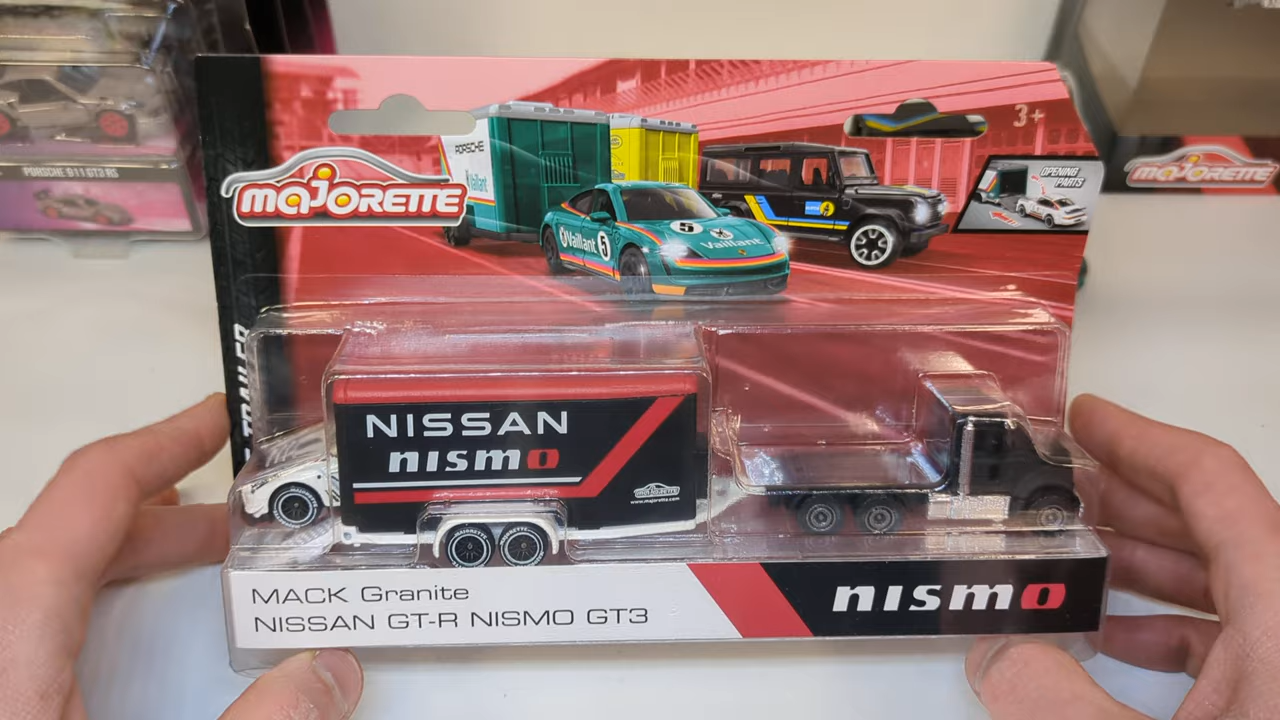 PORSCHE 911 GT3 RS
MAJORETTE
3+
PORSCHE
Vaillant
OPENING
PARTS
Vaillant 5
5
Vaillant
MAJORETTE
TRAILER
NISSAN
nismo
MAJORETTE
www.majorette.com
MACK Granite
NISSAN GT-R NISMO GT3
nismo